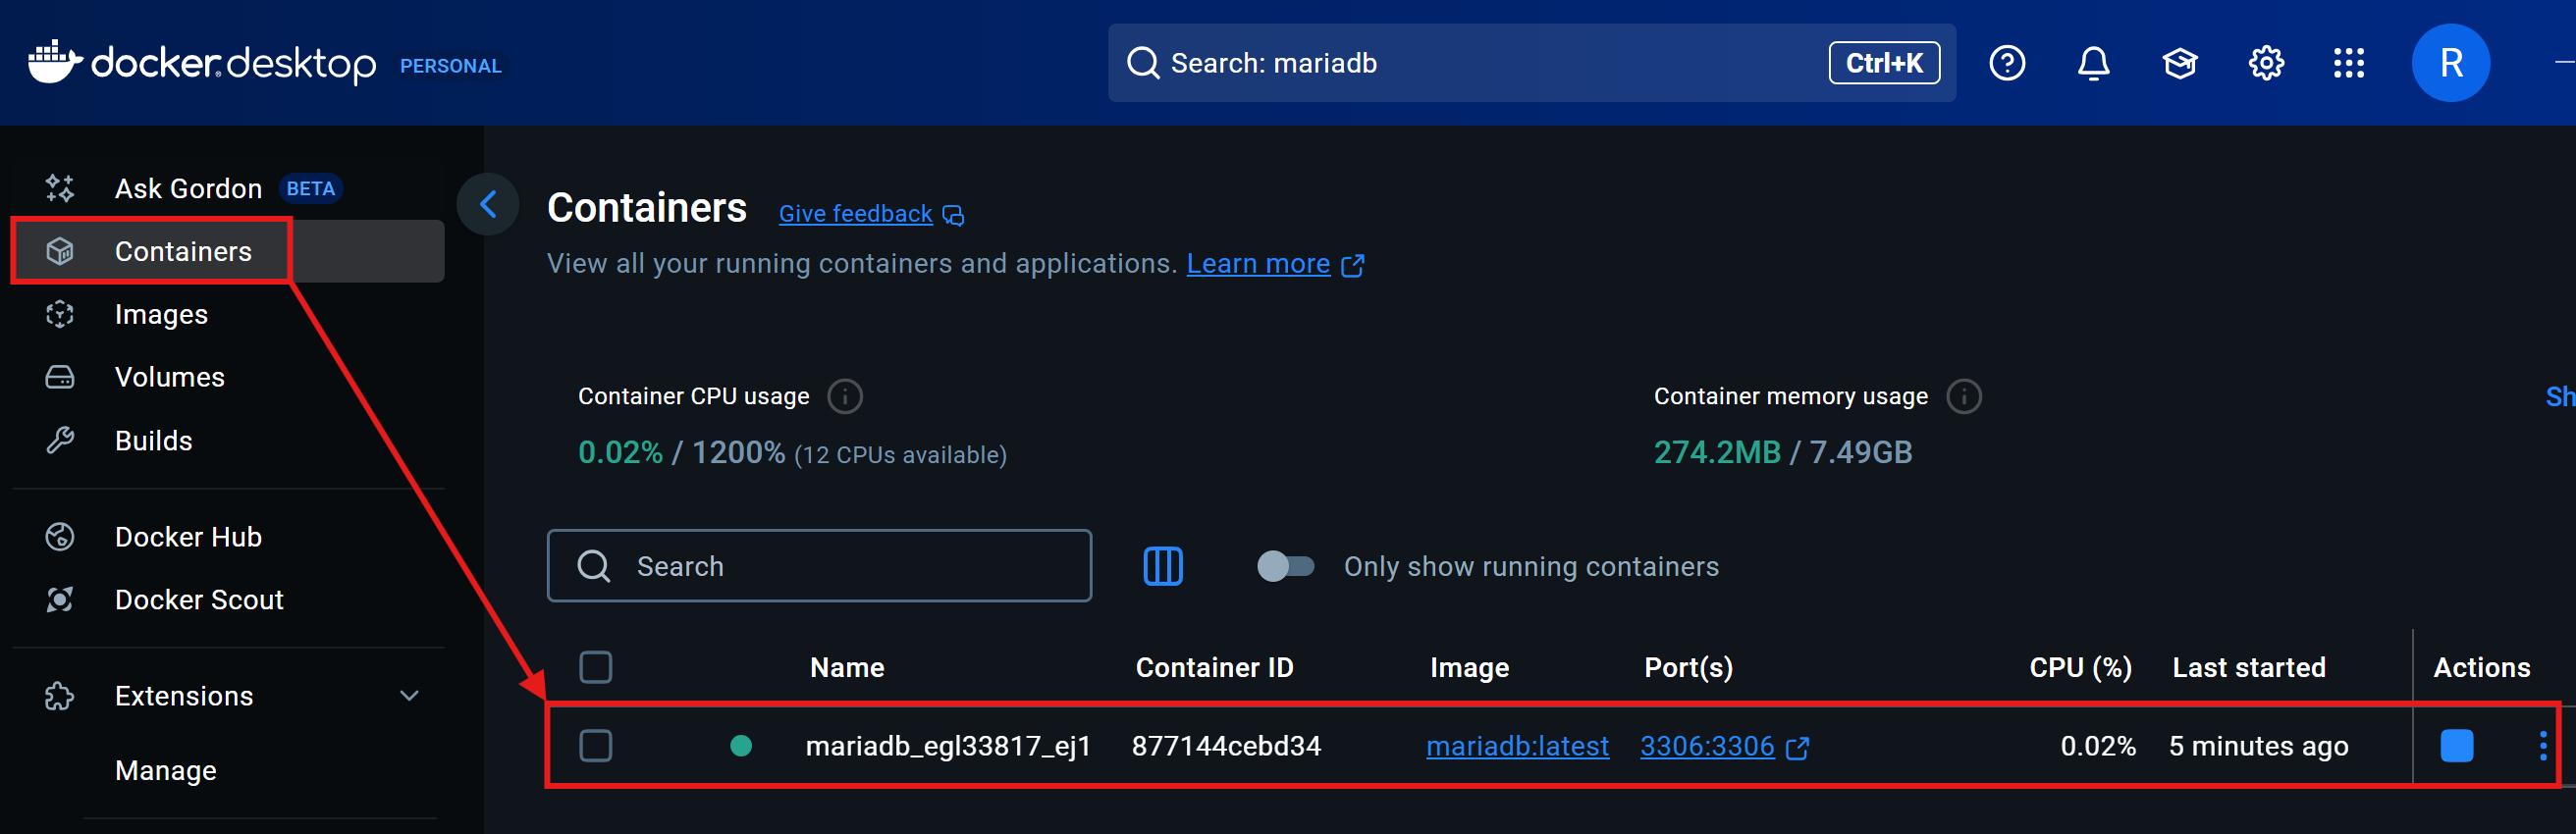 docker desktop PERSONAL
Search: mariadb
Ctrl+K
R
Ask Gordon BETA
Containers
Images
Volumes
Builds
Docker Hub
Docker Scout
Extensions
Manage
Containers Give feedback
View all your running containers and applications. Learn more
Container CPU usage
0.02% / 1200% (12 CPUs available)
Container memory usage
274.2MB / 7.49GB
Sh
Search
Only show running containers
Name Container ID Image Port(s) CPU (%) Last started Actions
mariadb_egl33817_ej1 877144cebd34 mariadb:latest 3306:3306 0.02% 5 minutes ago